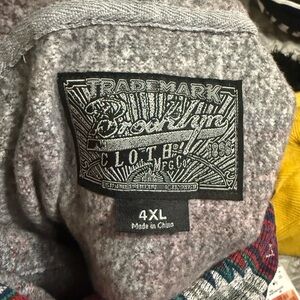 TRADEMARK
Brooklyn
CLOTH
MFG Co
4XL
Made in China